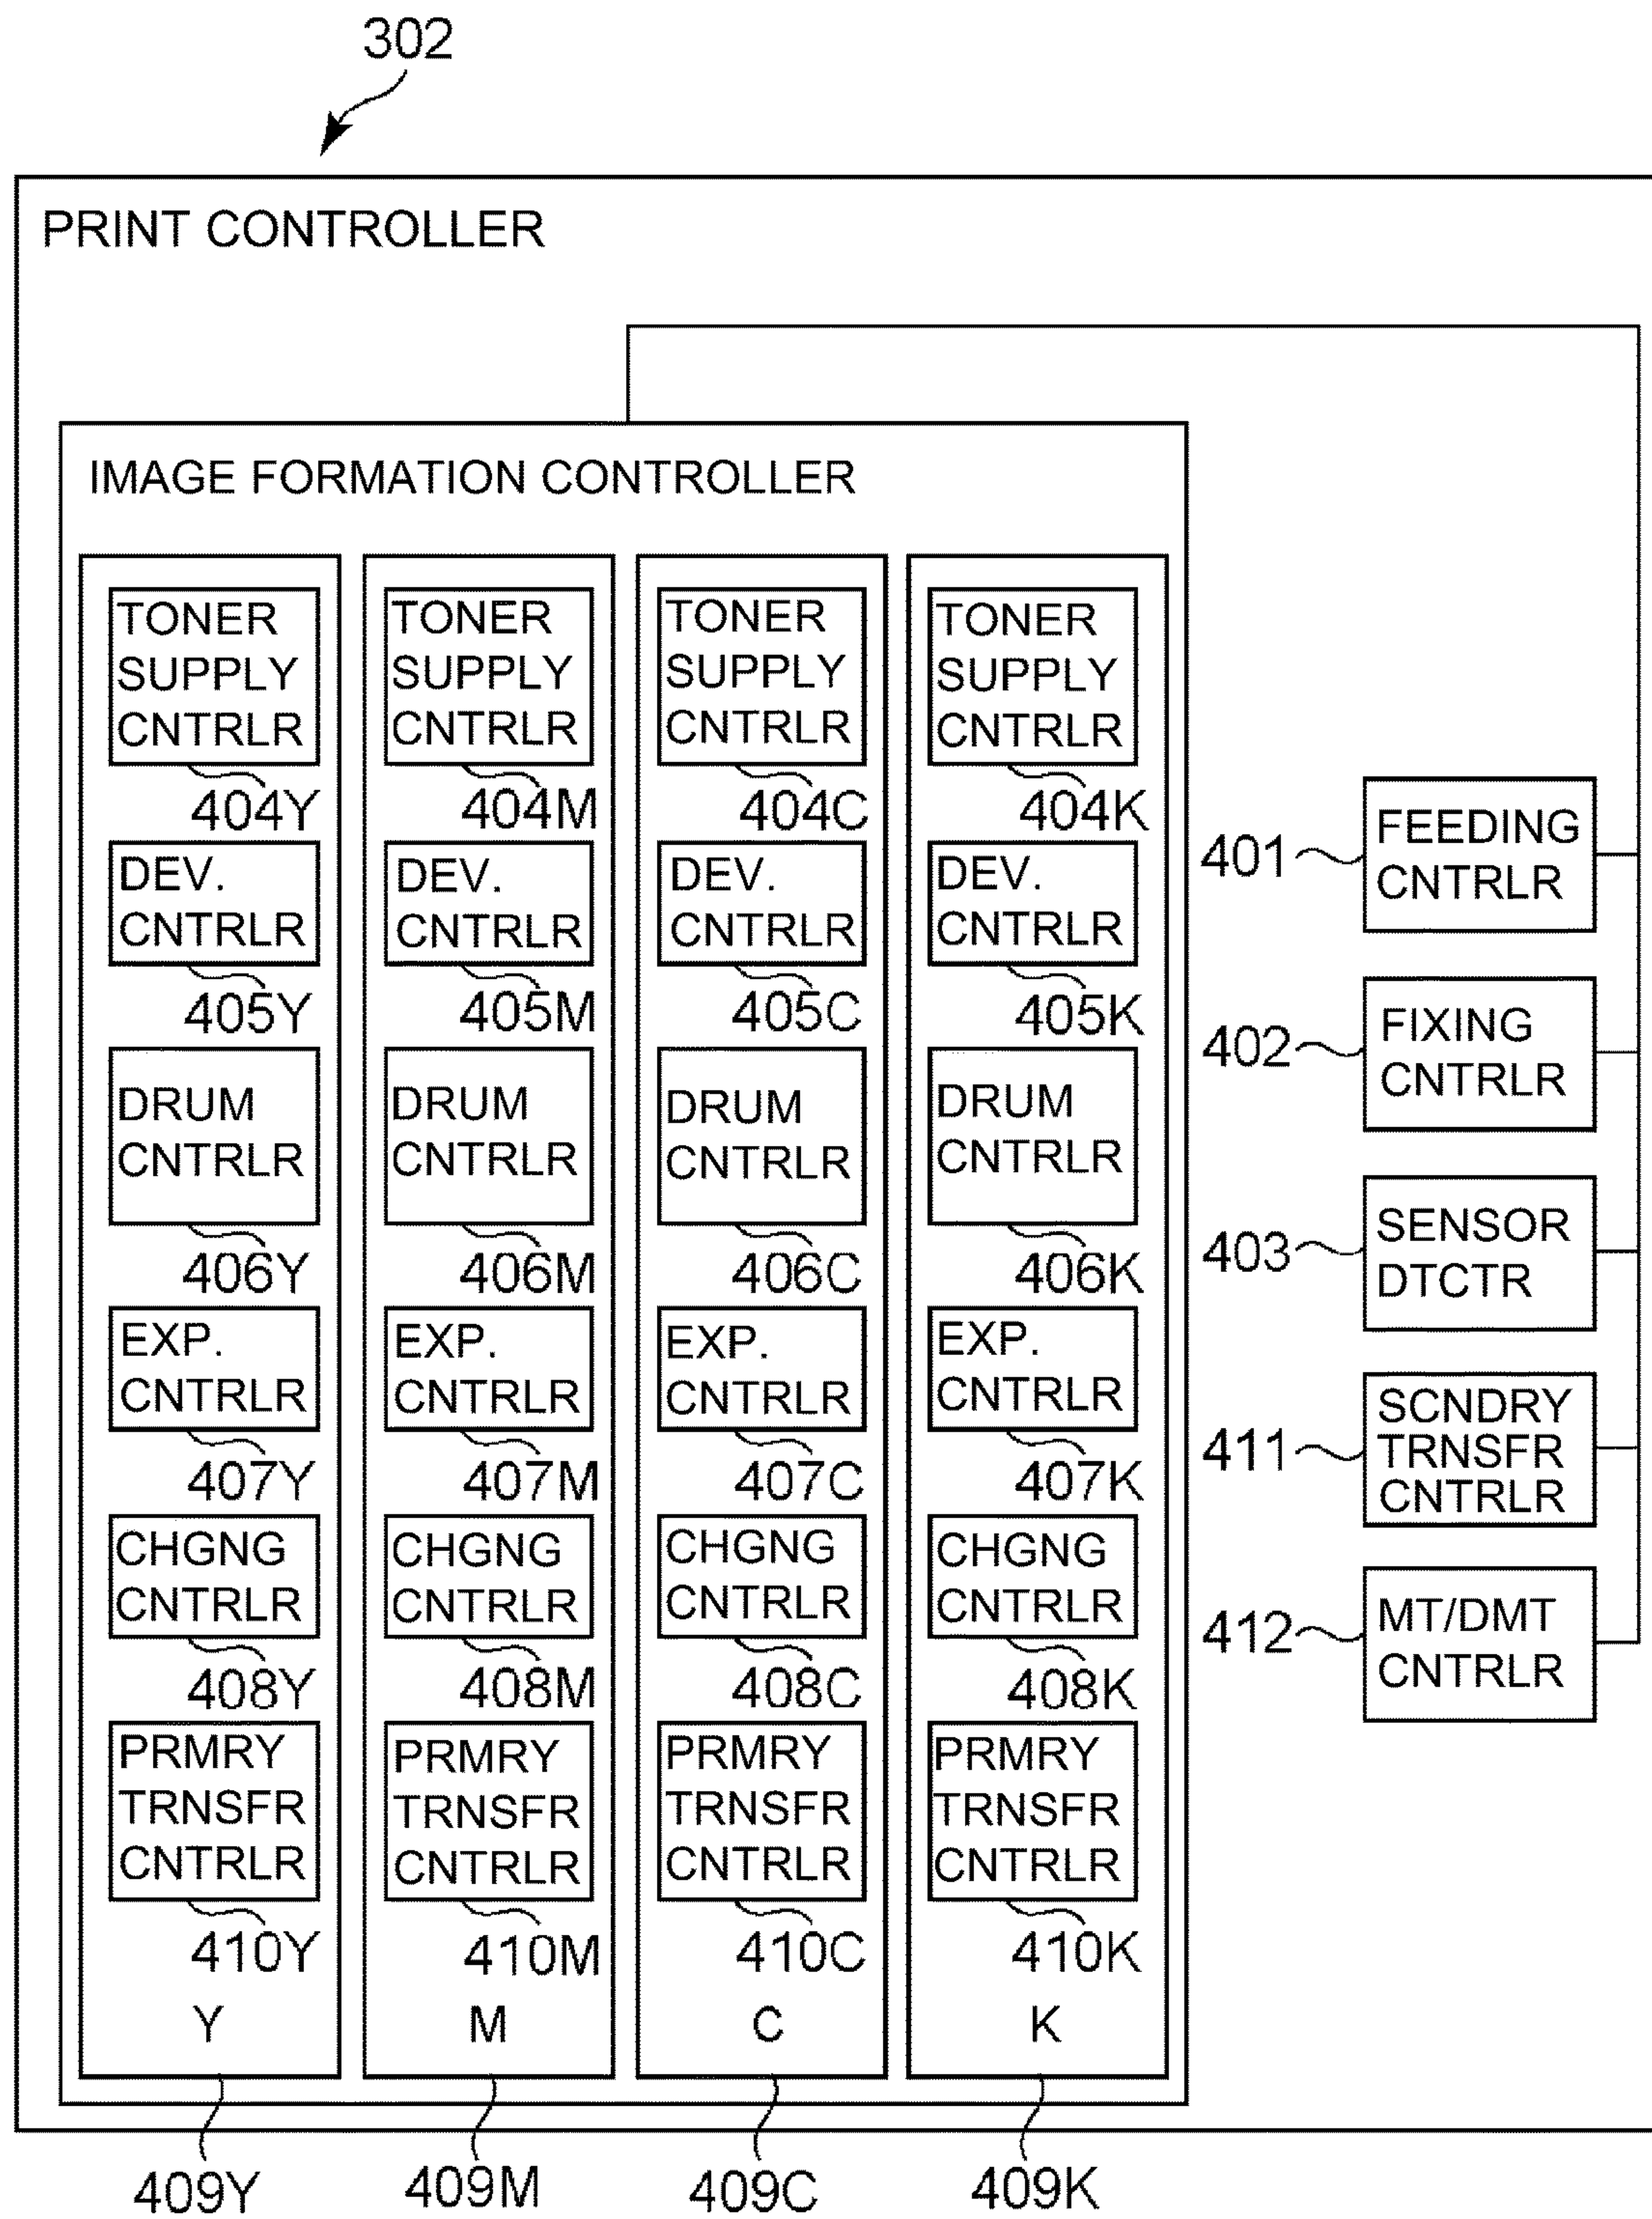 302
PRINT CONTROLLER
IMAGE FORMATION CONTROLLER
TONER
SUPPLY
CNTRLR
404Y
DEV.
CNTRLR
405Y
DRUM
CNTRLR
406Y
EXP.
CNTRLR
407Y
CHGNG
CNTRLR
408Y
PRMRY
TRNSFR
CNTRLR
410Y
Y
409Y
TONER
SUPPLY
CNTRLR
404M
DEV.
CNTRLR
405M
DRUM
CNTRLR
406M
EXP.
CNTRLR
407M
CHGNG
CNTRLR
408M
PRMRY
TRNSFR
CNTRLR
410M
M
409M
TONER
SUPPLY
CNTRLR
404C
DEV.
CNTRLR
405C
DRUM
CNTRLR
406C
EXP.
CNTRLR
407C
CHGNG
CNTRLR
408C
PRMRY
TRNSFR
CNTRLR
410C
C
409C
TONER
SUPPLY
CNTRLR
404K
DEV.
CNTRLR
405K
DRUM
CNTRLR
406K
EXP.
CNTRLR
407K
CHGNG
CNTRLR
408K
PRMRY
TRNSFR
CNTRLR
410K
K
409K
401
FEEDING
CNTRLR
402
FIXING
CNTRLR
403
SENSOR
DTCTR
411
SCNDRY
TRNSFR
CNTRLR
412
MT/DMT
CNTRLR